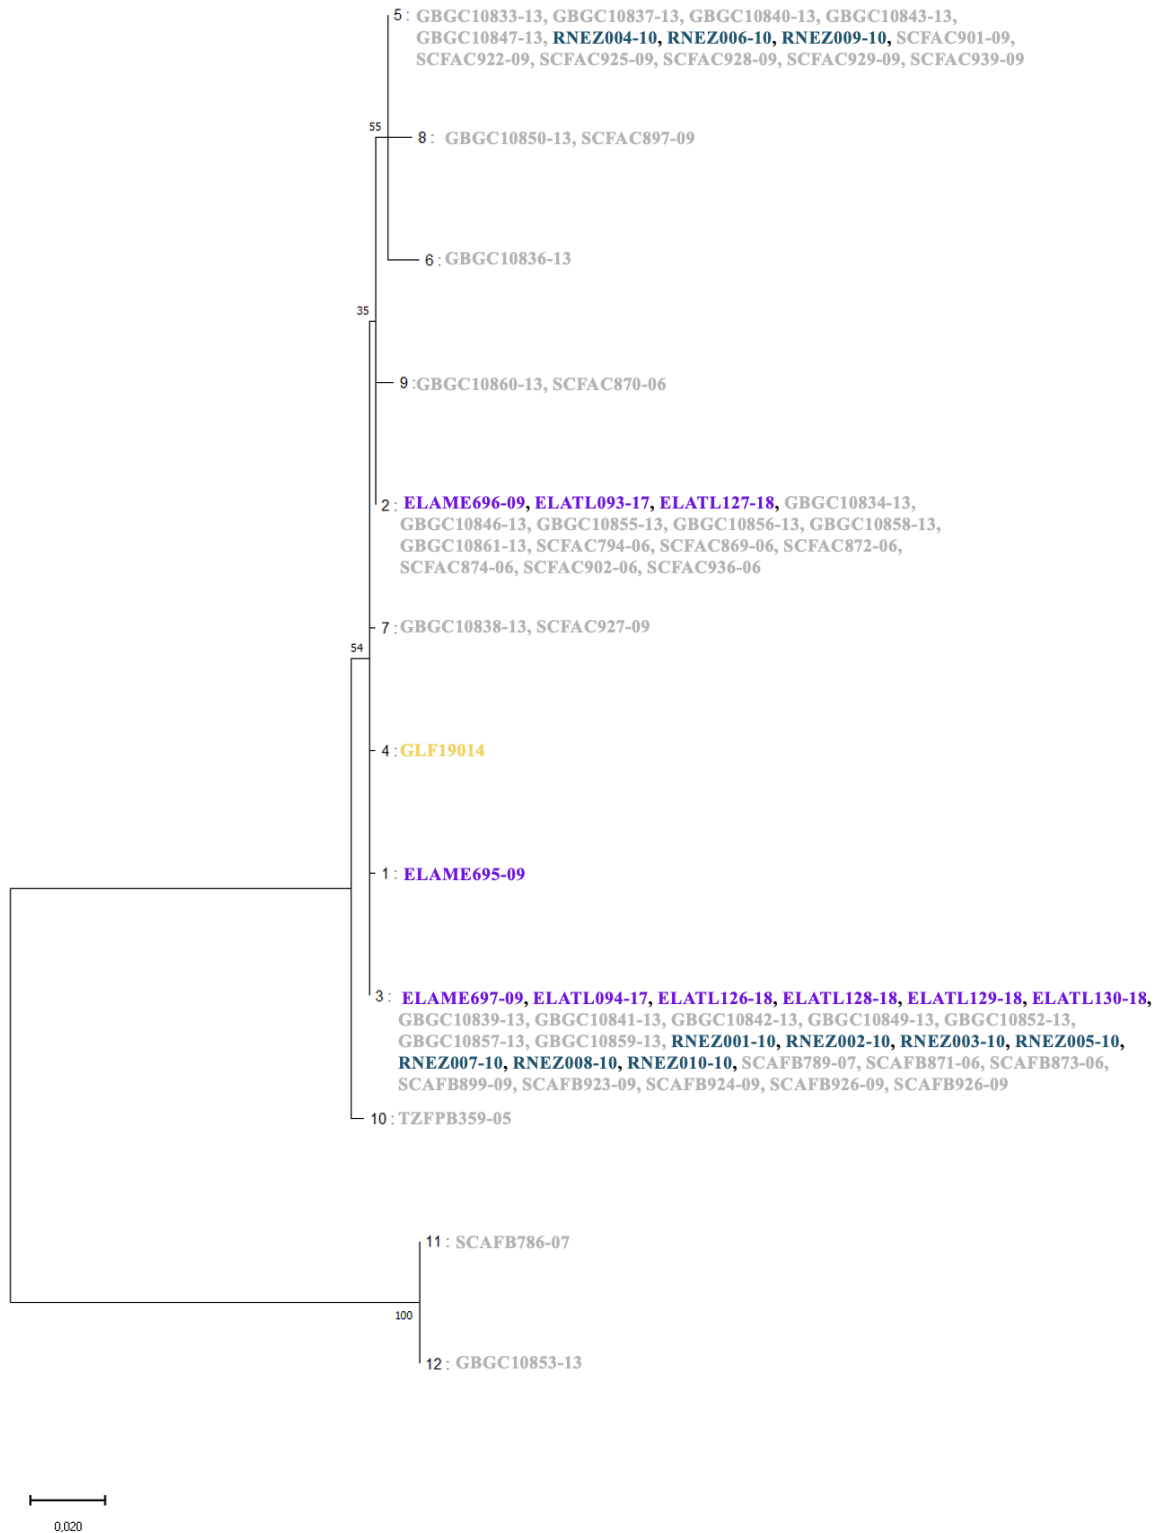 5 : GBGC10833-13, GBGC10837-13, GBGC10840-13, GBGC10843-13,
GBGC10847-13, RNEZ004-10, RNEZ006-10, RNEZ009-10, SCFAC901-09,
SCFAC922-09, SCFAC925-09, SCFAC928-09, SCFAC929-09, SCFAC939-09
55
8 : GBGC10850-13, SCFAC897-09
6 : GBGC10836-13
35
9 : GBGC10860-13, SCFAC870-06
2 : ELAME696-09, ELATL093-17, ELATL127-18, GBGC10834-13,
GBGC10846-13, GBGC10855-13, GBGC10856-13, GBGC10858-13,
GBGC10861-13, SCFAC794-06, SCFAC869-06, SCFAC872-06,
SCFAC874-06, SCFAC902-06, SCFAC936-06
7 : GBGC10838-13, SCFAC927-09
54
4 : GLF19014
1 : ELAME695-09
3 : ELAME697-09, ELATL094-17, ELATL126-18, ELATL128-18, ELATL129-18, ELATL130-18,
GBGC10839-13, GBGC10841-13, GBGC10842-13, GBGC10849-13, GBGC10852-13,
GBGC10857-13, GBGC10859-13, RNEZ001-10, RNEZ002-10, RNEZ003-10, RNEZ005-10,
RNEZ007-10, RNEZ008-10, RNEZ010-10, SCAFB789-07, SCAFB871-06, SCAFB873-06,
SCAFB899-09, SCAFB923-09, SCAFB924-09, SCAFB926-09, SCAFB926-09
10 : TZFPB359-05
11 : SCAFB786-07
100
12 : GBGC10853-13
0,020